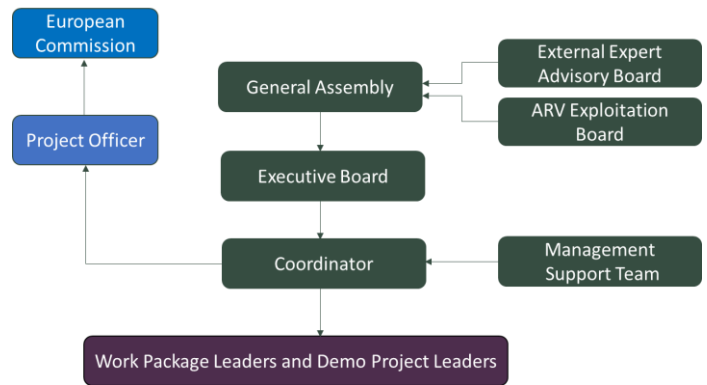 European
Commission
External Expert
Advisory Board
General Assembly
ARV Exploitation
Board
Project Officer
Executive Board
Coordinator
Management
Support Team
Work Package Leaders and Demo Project Leaders